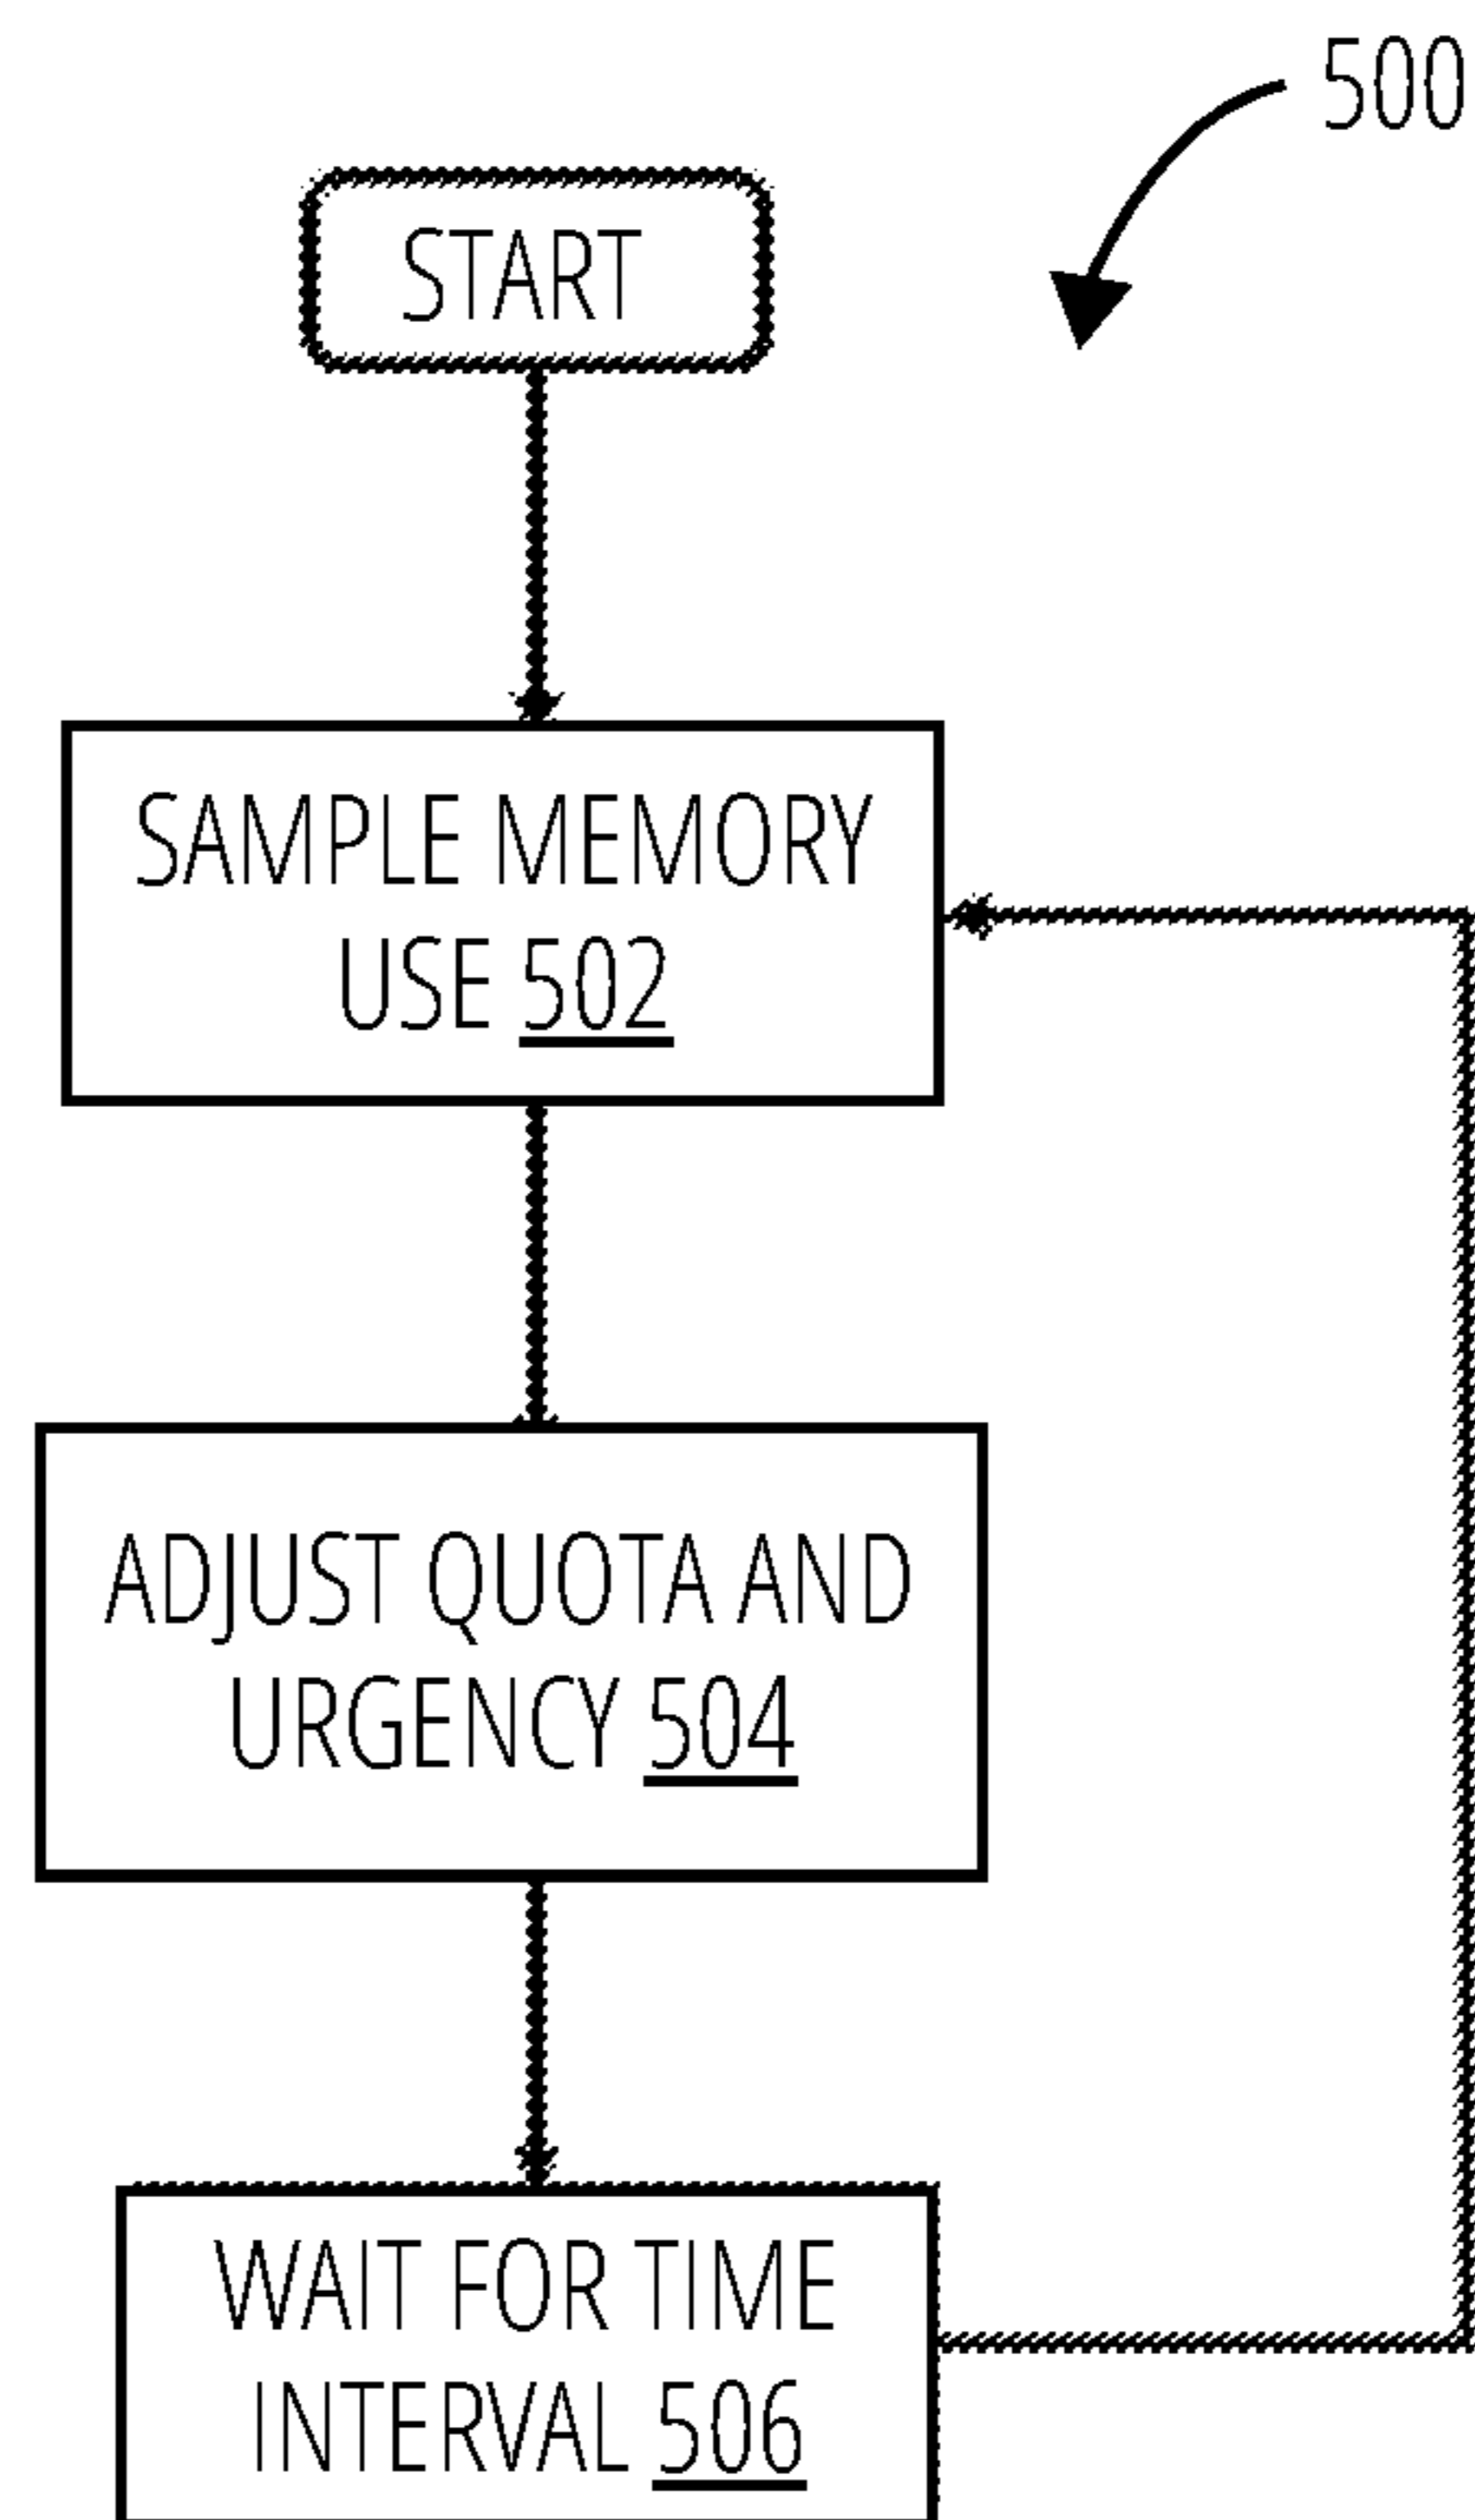 500
START
SAMPLE MEMORY
USE 502
ADJUST QUOTA AND
URGENCY 504
WAIT FOR TIME
INTERVAL 506